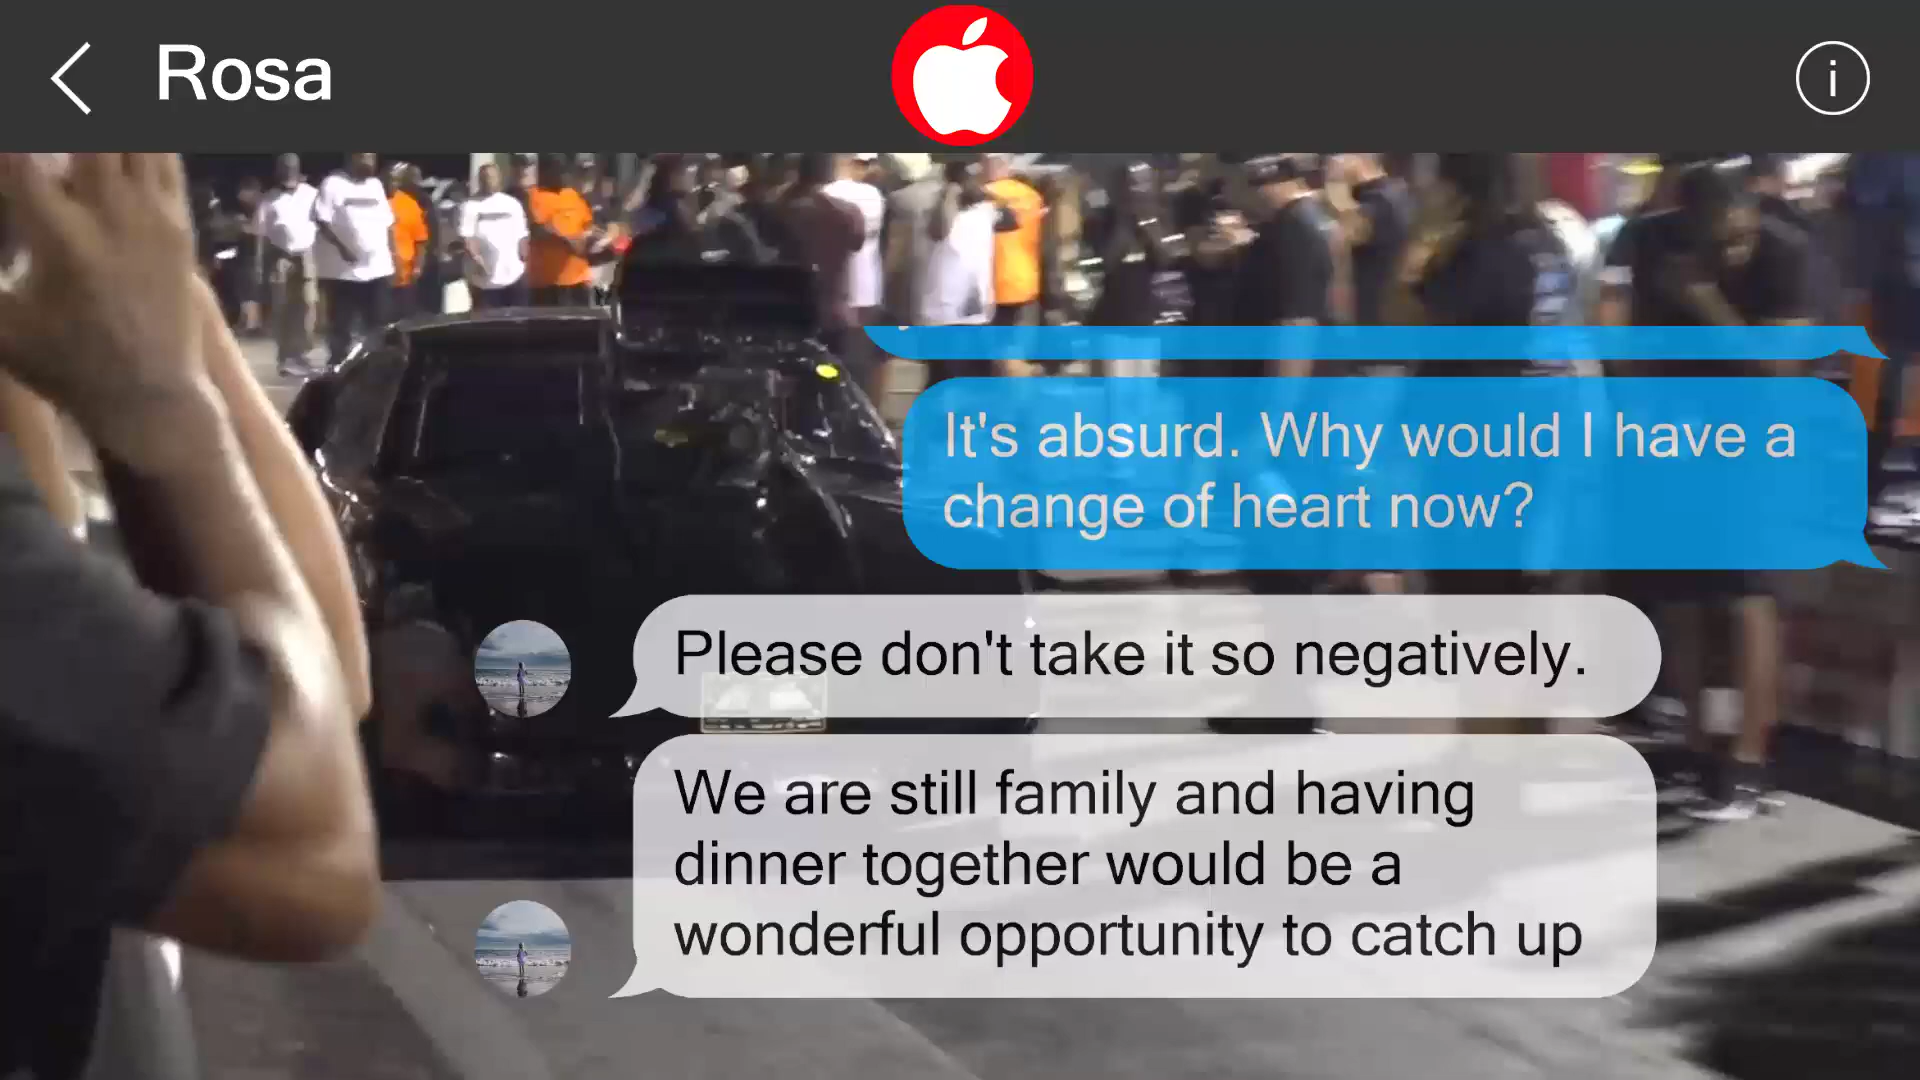 Rosa
It's absurd. Why would I have a
change of heart now?
Please don't take it so negatively.
We are still family and having
dinner together would be a
wonderful opportunity to catch up